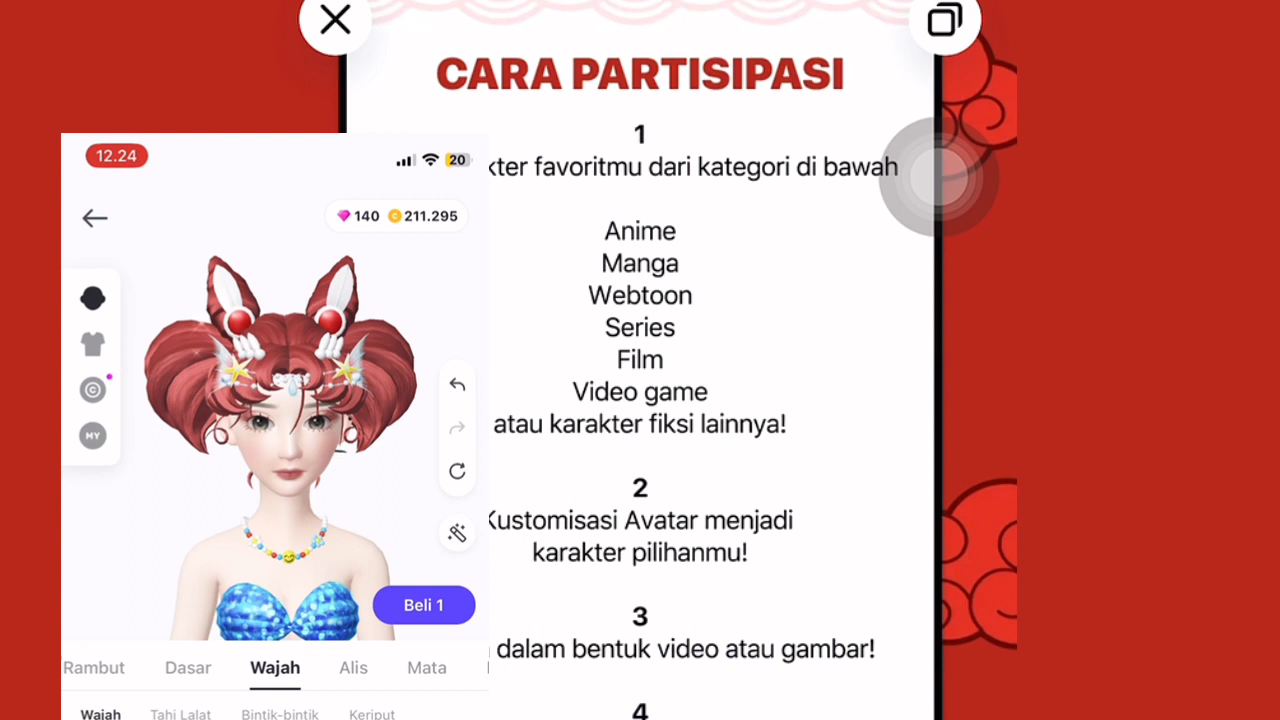 CARA PARTISIPASI
1
kter favoritmu dari kategori di bawah
Anime
Manga
Webtoon
Series
Film
Video game
atau karakter fiksi lainnya!
2
Kustomisasi Avatar menjadi
karakter pilihanmu!
3
dalam bentuk video atau gambar!
4
12.24
20
140
211.295
MY
Beli 1
Rambut
Dasar
Wajah
Alis
Mata
Wajah
Tahi Lalat
Bintik-bintik
Keriput